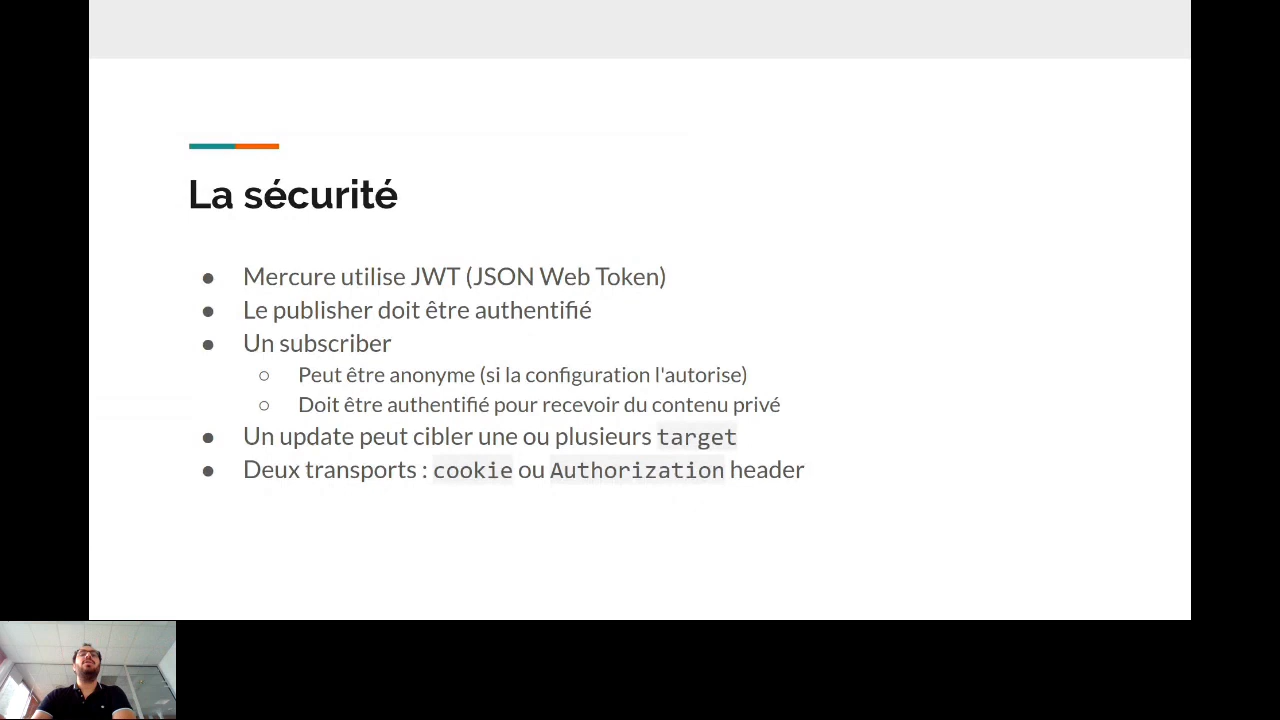 La sécurité
● Mercure utilise JWT (JSON Web Token)
● Le publisher doit être authentifié
● Un subscriber
○ Peut être anonyme (si la configuration l'autorise)
○ Doit être authentifié pour recevoir du contenu privé
● Un update peut cibler une ou plusieurs target
● Deux transports : cookie ou Authorization header